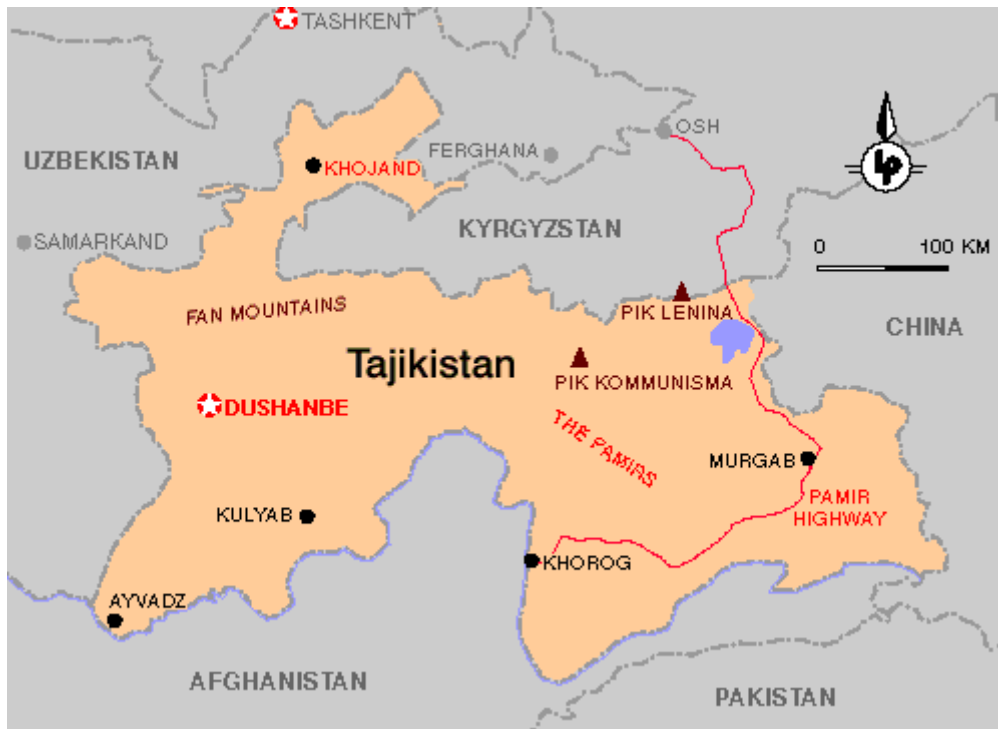 TASHKENT
OSH
FERGHANA
UZBEKISTAN
KHOJAND
LP
KYRGYZSTAN
SAMARKAND
0 100 KM
FAN MOUNTAINS
PIK LENINA
CHINA
Tajikistan
PIK KOMMUNISMA
DUSHANBE
THE PAMIRS
MURGAB
PAMIR
HIGHWAY
KULYAB
KHOROG
AYVADZ
AFGHANISTAN
PAKISTAN